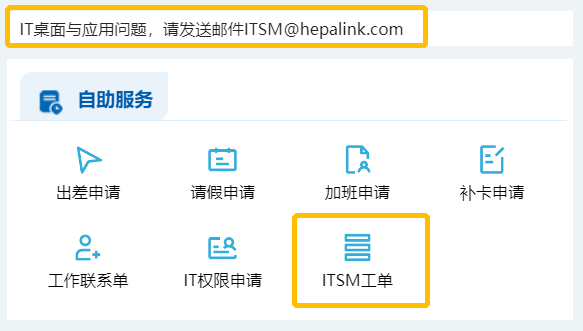 IT桌面与应用问题，请发送邮件ITSM@hepalink.com
自助服务
出差申请 请假申请 加班申请 补卡申请
工作联系单 IT权限申请 ITSM工单